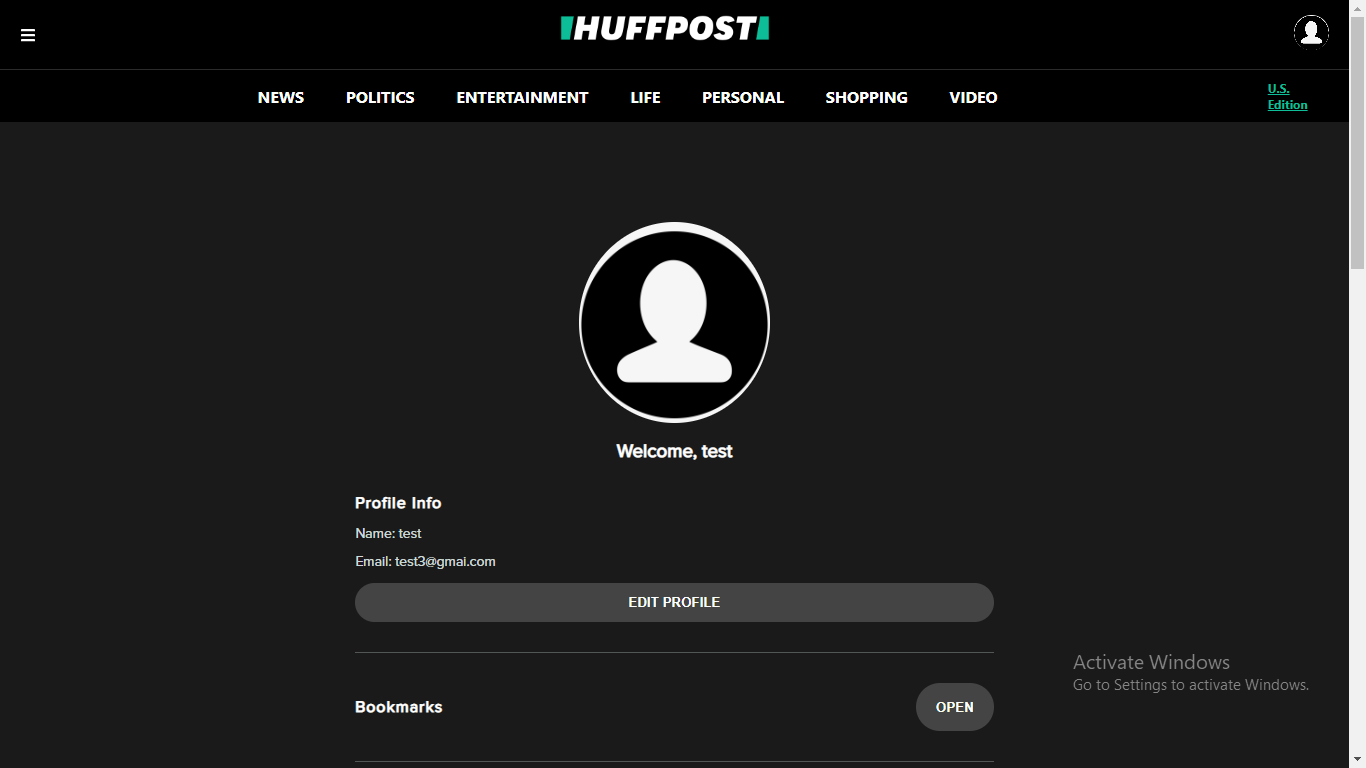 HUFFPOST
NEWS POLITICS ENTERTAINMENT LIFE PERSONAL SHOPPING VIDEO
U.S.
Edition
Welcome, test
Profile Info
Name: test
Email: test3@gmai.com
EDIT PROFILE
Activate Windows
Go to Settings to activate Windows.
Bookmarks
OPEN